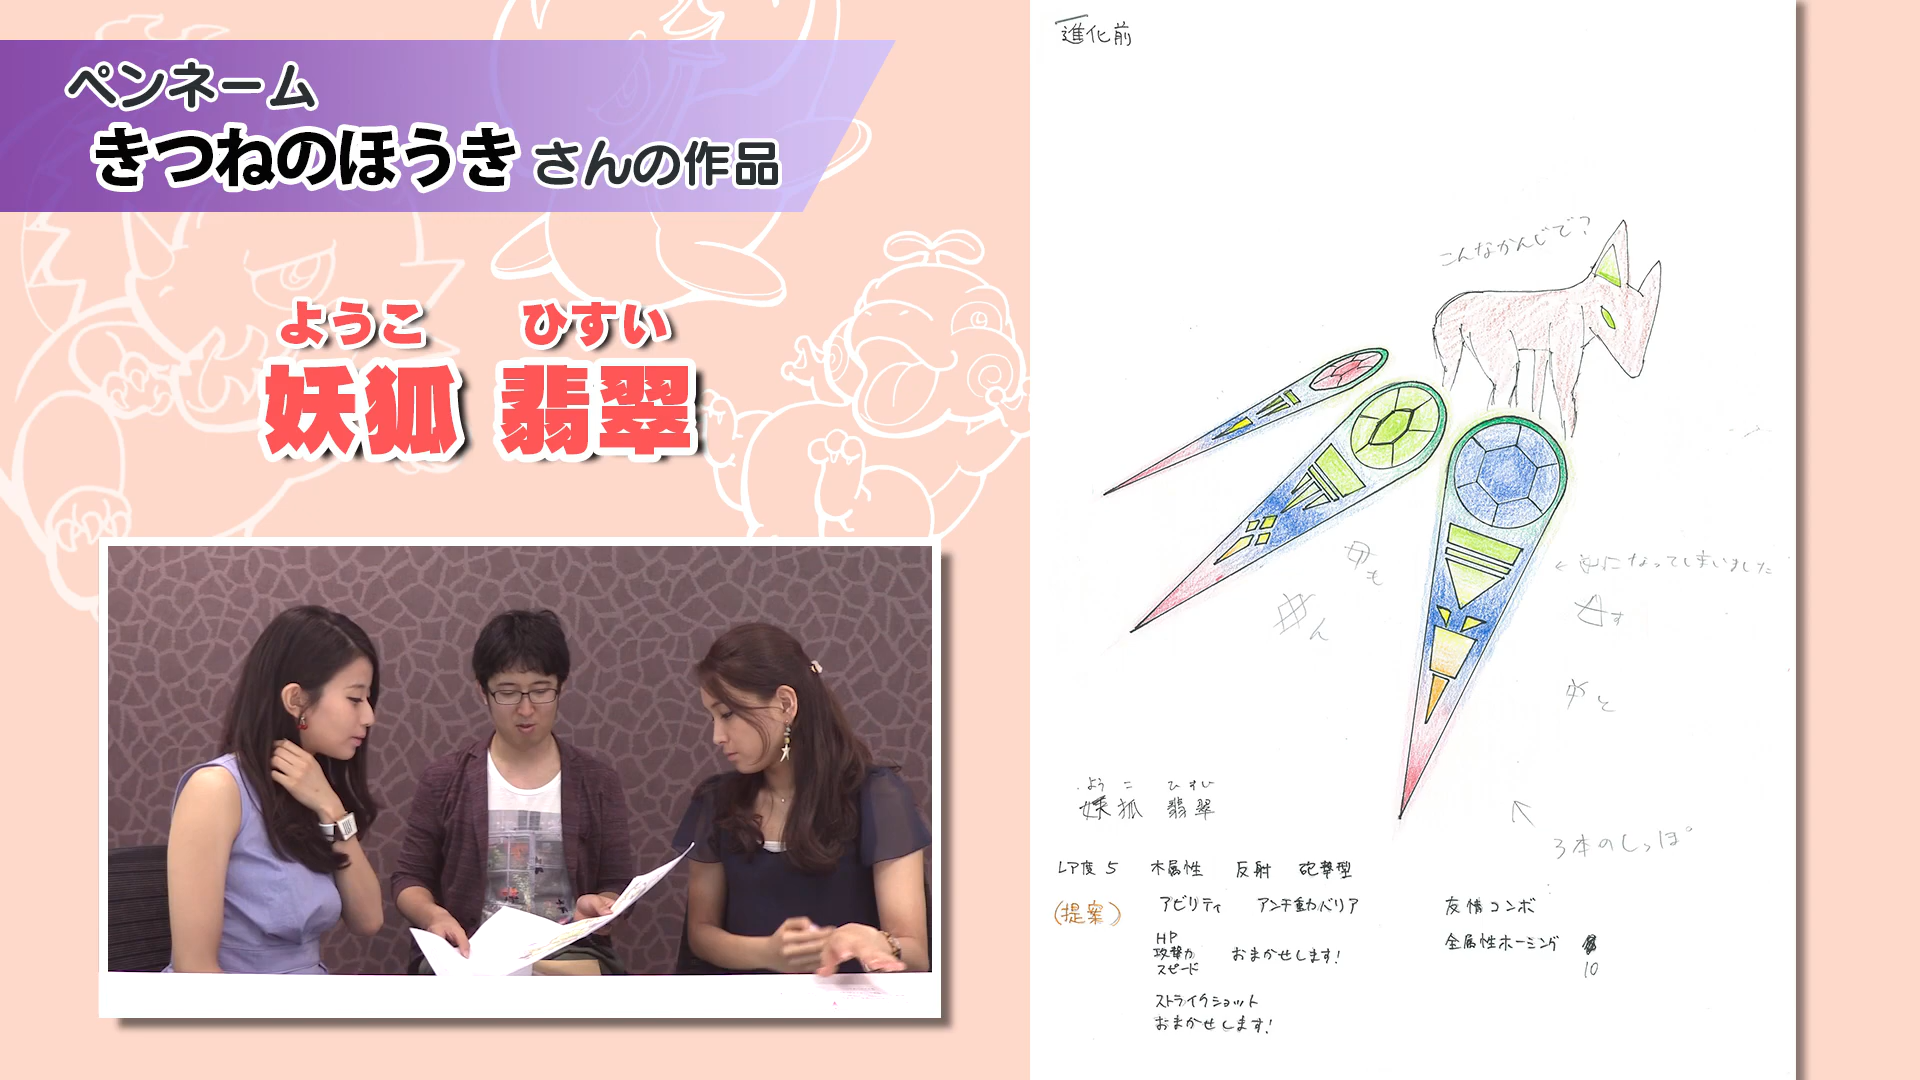 ペンネーム
きつねのほうき さんの作品
ようこ ひすい
妖狐 翡翠
進化前
こんなかんじで?
← 逆になってしまいました
3本のしっぽ
ようこ ひすい
妖狐 翡翠
レア度 5 木属性 反射 砲撃型
(提案) アビリティ アンチ重力バリア
友情コンボ
HP
攻撃力
スピード
おまかせします!
全属性ホーミング 10
ストライクショット
おまかせします!